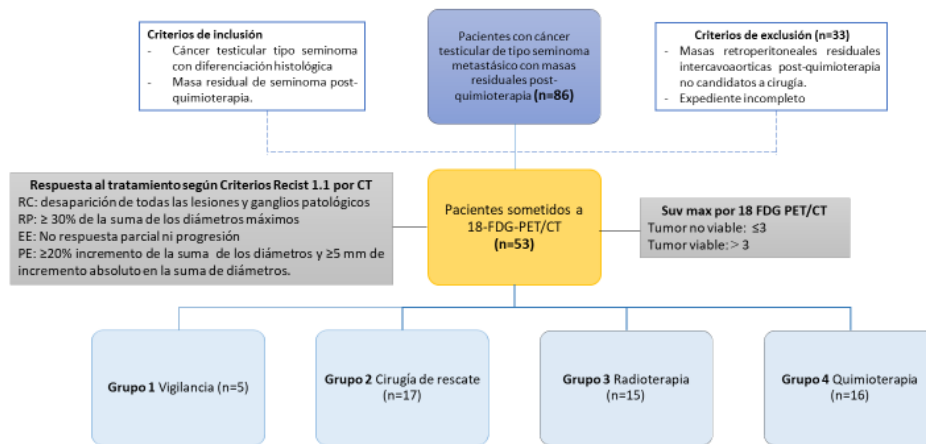 Criterios de inclusión
- Cáncer testicular tipo seminoma
con diferenciación histológica
- Masa residual de seminoma post-
quimioterapia.
Pacientes con cáncer
testicular de tipo seminoma
metastásico con masas
residuales post-
quimioterapia (n=86)
Criterios de exclusión (n=33)
- Masas retroperitoneales residuales
intercavoaorticas post-quimioterapia
no candidatos a cirugía.
- Expediente incompleto
Respuesta al tratamiento según Criterios Recist 1.1 por CT
RC: desaparición de todas las lesiones y ganglios patológicos
RP: ≥ 30% de la suma de los diámetros máximos
EE: No respuesta parcial ni progresión
PE: ≥20% incremento de la suma de los diámetros y ≥5 mm de
incremento absoluto en la suma de diámetros.
Pacientes sometidos a
18-FDG-PET/CT
(n=53)
Suv max por 18 FDG PET/CT
Tumor no viable: ≤3
Tumor viable: > 3
Grupo 1 Vigilancia (n=5)
Grupo 2 Cirugía de rescate
(n=17)
Grupo 3 Radioterapia
(n=15)
Grupo 4 Quimioterapia
(n=16)